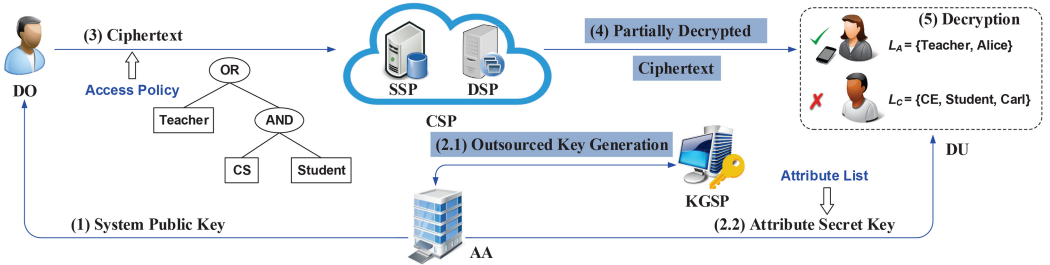 (3) Ciphertext
Access Policy
DO
OR
Teacher
AND
CS
Student
SSP
DSP
CSP
(4) Partially Decrypted
Ciphertext
(5) Decryption
L_A = {Teacher, Alice}
L_C = {CE, Student, Carl}
DU
(2.1) Outsourced Key Generation
KGSP
Attribute List
(1) System Public Key
AA
(2.2) Attribute Secret Key